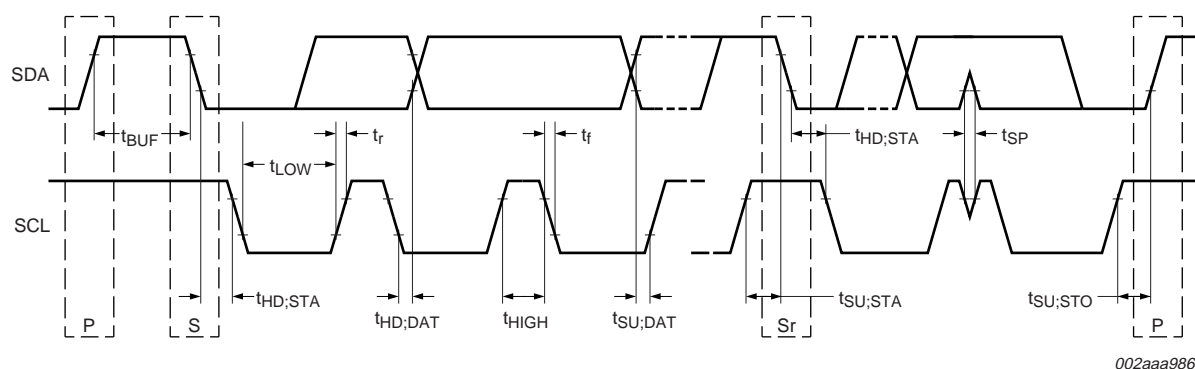 SDA
tBUF
tr
tf
tHD;STA
tSP
tLOW
SCL
tHD;STA
tHD;DAT
tHIGH
tSU;DAT
tSU;STA
tSU;STO
P
S
Sr
P
002aaa986